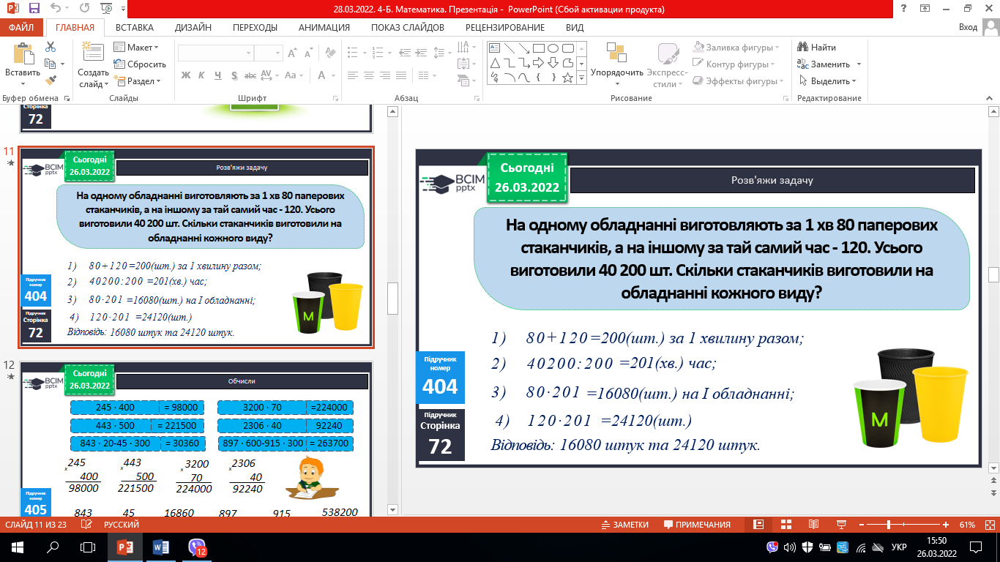 28.03.2022. 4-Б. Математика. Презентація - PowerPoint (Сбой активации продукта)
ФАЙЛ ГЛАВНАЯ ВСТАВКА ДИЗАЙН ПЕРЕХОДЫ АНИМАЦИЯ ПОКАЗ СЛАЙДОВ РЕЦЕНЗИРОВАНИЕ ВИД Вход
Вставить
Создать слайд
Макет
Сбросить
Раздел
Ж К Ч S abc AV Aa А
Упорядочить
Экспресс-стили
Заливка фигуры
Контур фигуры
Эффекты фигуры
Найти
Заменить
Выделить
Буфер обмена Слайды Шрифт Абзац Рисование Редактирование
Сторінка
72
11
Сьогодні
26.03.2022
BCIM
pptx
Розв'яжи задачу
На одному обладнанні виготовляють за 1 хв 80 паперових
стаканчиків, а на іншому за тай самий час - 120. Усього
виготовили 40 200 шт. Скільки стаканчиків виготовили на
обладнанні кожного виду?
1) 80+120=200(шт.) за 1 хвилину разом;
2) 40200:200 =201(хв.) час;
3) 80·201 =16080(шт.) на І обладнанні;
4) 120·201 =24120(шт.)
Відповідь: 16080 штук та 24120 штук.
Підручник
номер
404
Підручник
Сторінка
72
M
12
Сьогодні
26.03.2022
BCIM
pptx
Обчисли
245 · 400 = 98000 3200 · 70 =224000
443 · 500 = 221500 2306 · 40 92240
843 · 20-45 · 300 = 30360 897 · 600-915 · 300 = 263700
х245 х443 х3200 х2306
400 500 70 40
98000 221500 224000 92240
Підручник
номер
405
843 45 16860 897 915 538200
Сьогодні
26.03.2022
BCIM
pptx
Розв'яжи задачу
На одному обладнанні виготовляють за 1 хв 80 паперових
стаканчиків, а на іншому за тай самий час - 120. Усього
виготовили 40 200 шт. Скільки стаканчиків виготовили на
обладнанні кожного виду?
1) 80+120=200(шт.) за 1 хвилину разом;
2) 40200:200 =201(хв.) час;
3) 80·201 =16080(шт.) на І обладнанні;
4) 120·201 =24120(шт.)
Відповідь: 16080 штук та 24120 штук.
Підручник
номер
404
Підручник
Сторінка
72
M
СЛАЙД 11 ИЗ 23 РУССКИЙ ЗАМЕТКИ ПРИМЕЧАНИЯ 61%
12
УКР
15:50
26.03.2022